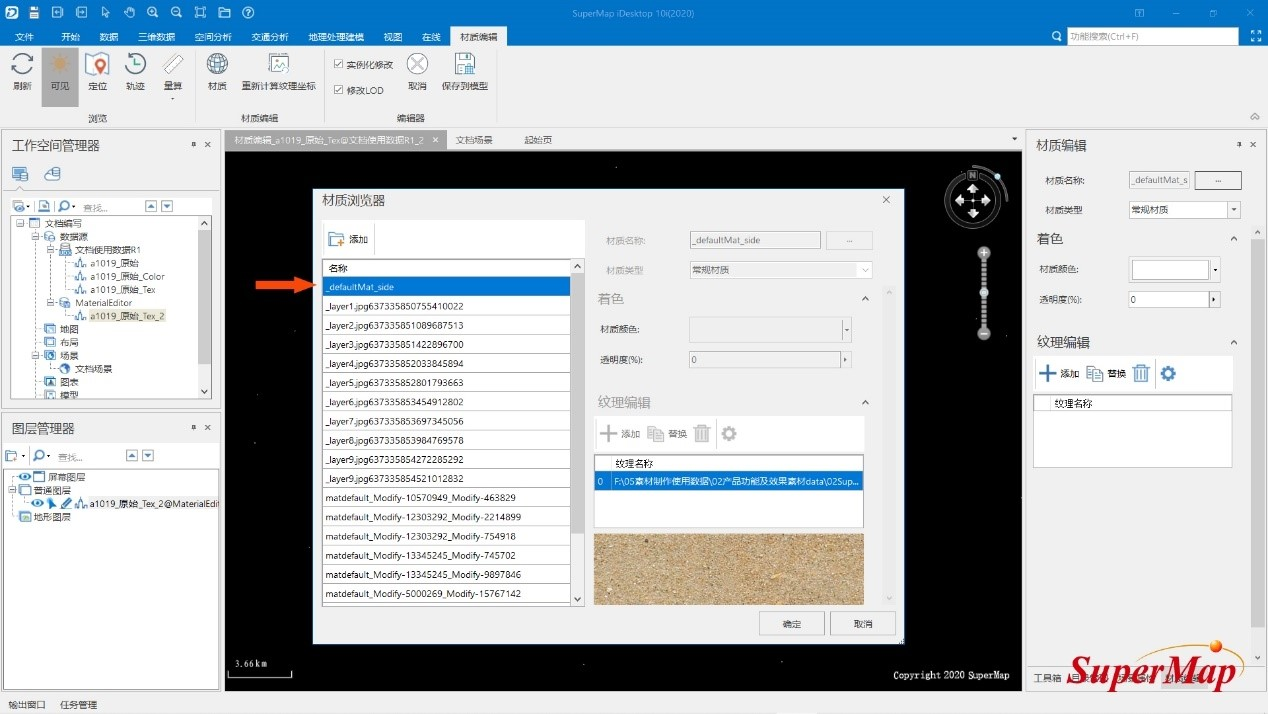 SuperMap iDesktop 10i(2020)
文件 开始 数据 三维数据 空间分析 交通分析 地理处理建模 视图 在线 材质编辑 功能搜索(Ctrl+F)
刷新 可见 定位 轨迹 量算 材质 重新计算纹理坐标 实例化修改 修改LOD 取消 保存到模型
浏览 材质编辑 编辑器
工作空间管理器
查找...
文档编写
数据源
文档使用数据R1
a1019_原始
a1019_原始_Color
a1019_原始_Tex
MaterialEditor
a1019_原始_Tex_2
地图
布局
场景
文档场景
图表
模型
图层管理器
查找...
屏幕图层
普通图层
a1019_原始_Tex_2@MaterialEdit
地形图层
输出窗口 任务管理
材质编辑_a1019_原始_Tex@文档使用数据R1_2 文档场景 起始页
材质浏览器
添加
名称
_defaultMat_side
_layer1.jpg637335850755410022
_layer2.jpg637335851089687513
_layer3.jpg637335851422896700
_layer4.jpg637335852033845894
_layer5.jpg637335852801793663
_layer6.jpg637335853454912802
_layer7.jpg637335853697345056
_layer8.jpg637335853984769578
_layer9.jpg637335854272285292
_layer9.jpg637335854521012832
matdefault_Modify-10570949_Modify-463829
matdefault_Modify-12303292_Modify-2214899
matdefault_Modify-12303292_Modify-754918
matdefault_Modify-13345245_Modify-745702
matdefault_Modify-13345245_Modify-9897846
matdefault_Modify-5000269_Modify-15767142
材质名称: _defaultMat_side ...
材质类型 常规材质
着色
材质颜色:
透明度(%): 0
纹理编辑
添加 替换
纹理名称
0 F:\05素材制作使用数据\02产品功能及效果素材data\02Sup...
确定 取消
N
3.66km
Copyright 2020 SuperMap
材质编辑
材质名称: _defaultMat_s ...
材质类型 常规材质
着色
材质颜色:
透明度(%): 0
纹理编辑
添加 替换
纹理名称
工具箱
SuperMap